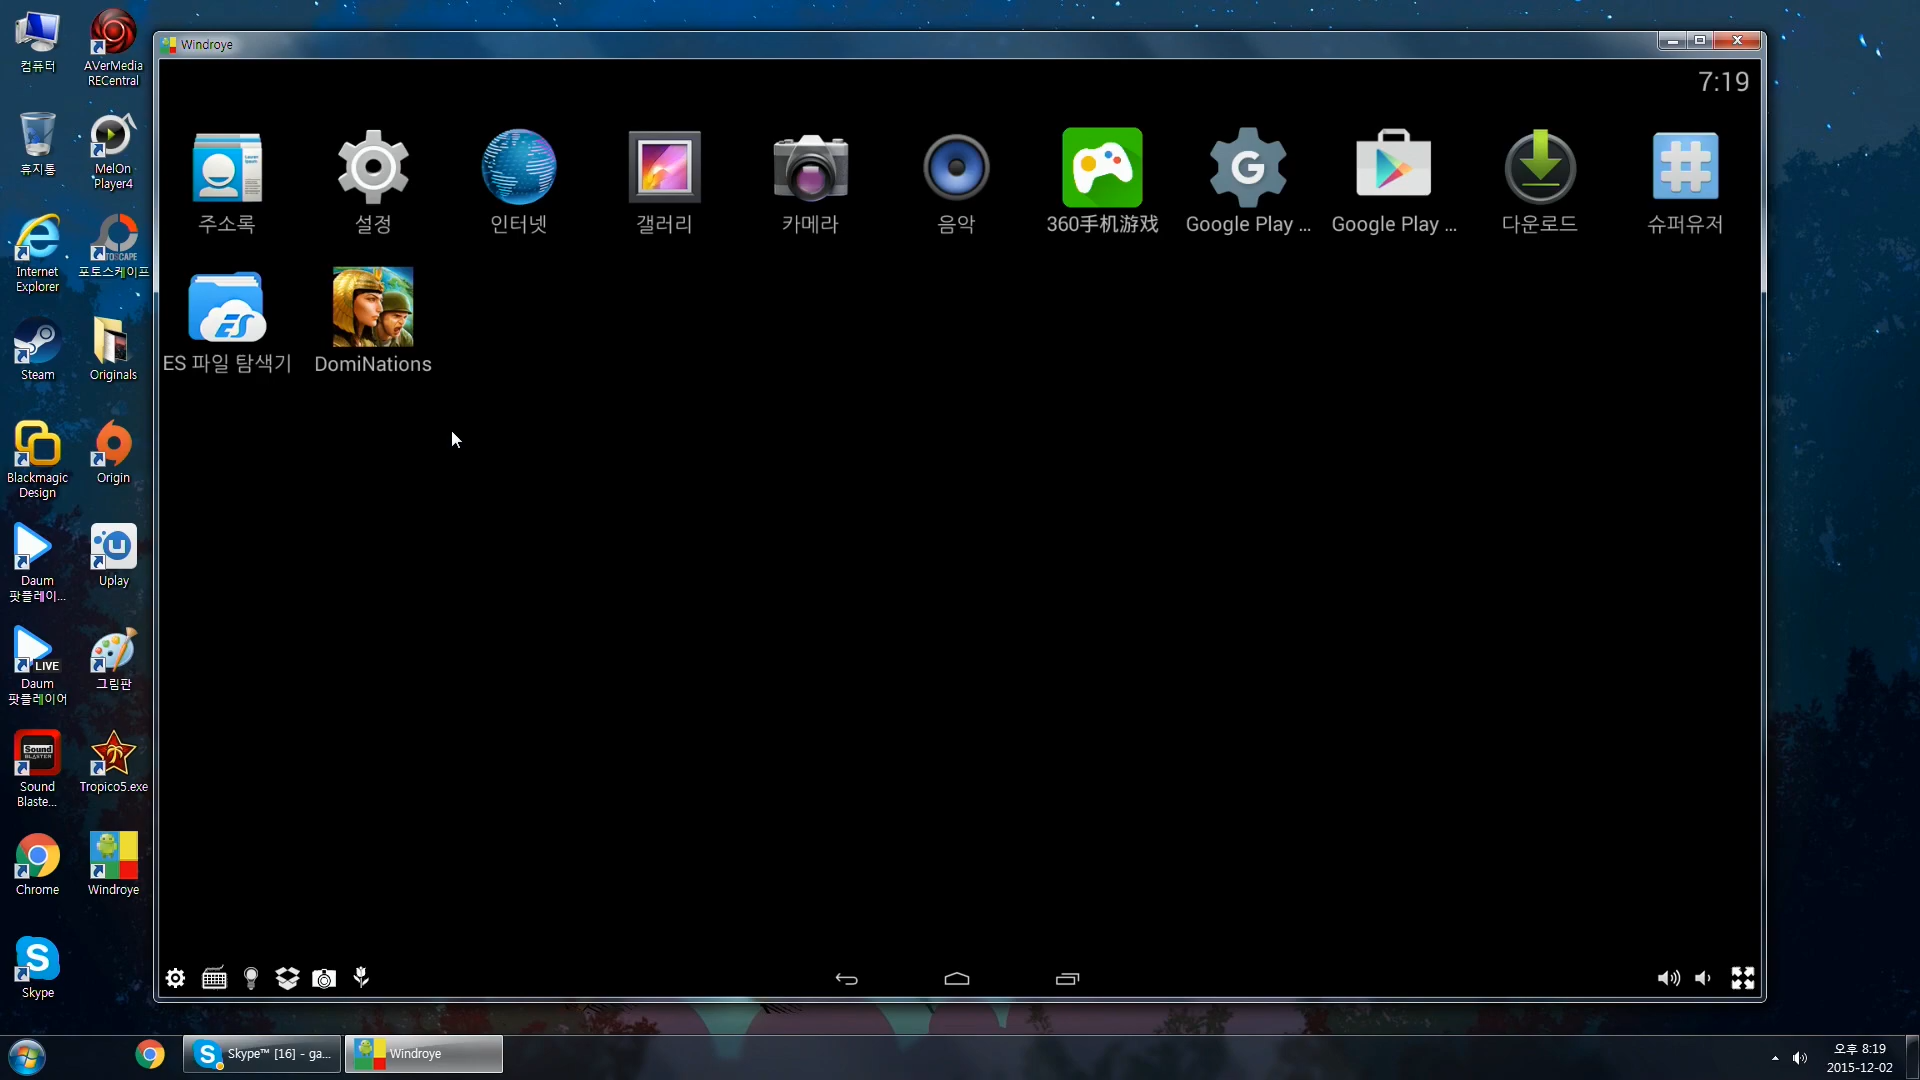 컴퓨터
AVerMedia
RECentral
휴지통
MelOn
Player4
Internet
Explorer
포토스케이프
Steam
Originals
Blackmagic
Design
Origin
Daum
팟플레이...
Uplay
LIVE
Daum
팟플레이어
그림판
Sound
BLASTER
Sound
Blaste...
Tropico5.exe
Chrome
Windroye
Skype
Windroye
7:19
주소록
설정
인터넷
갤러리
카메라
음악
360手机游戏
Google Play ...
Google Play ...
다운로드
슈퍼유저
ES 파일 탐색기
DomiNations
Skype™ [16] - ga...
Windroye
오후 8:19
2015-12-02